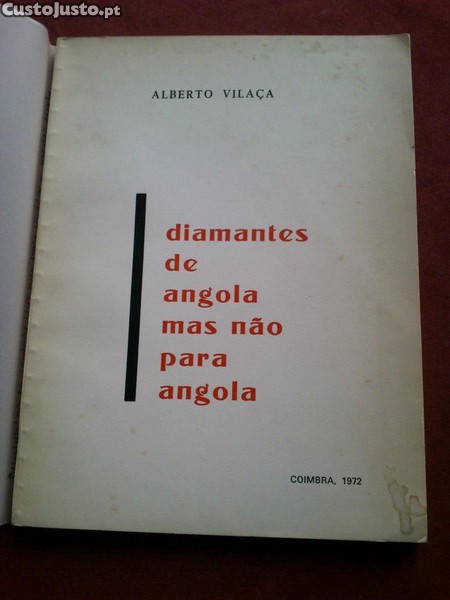 CustoJusto.pt
ALBERTO VILAÇA
diamantes
de
angola
mas não
para
angola
COIMBRA, 1972